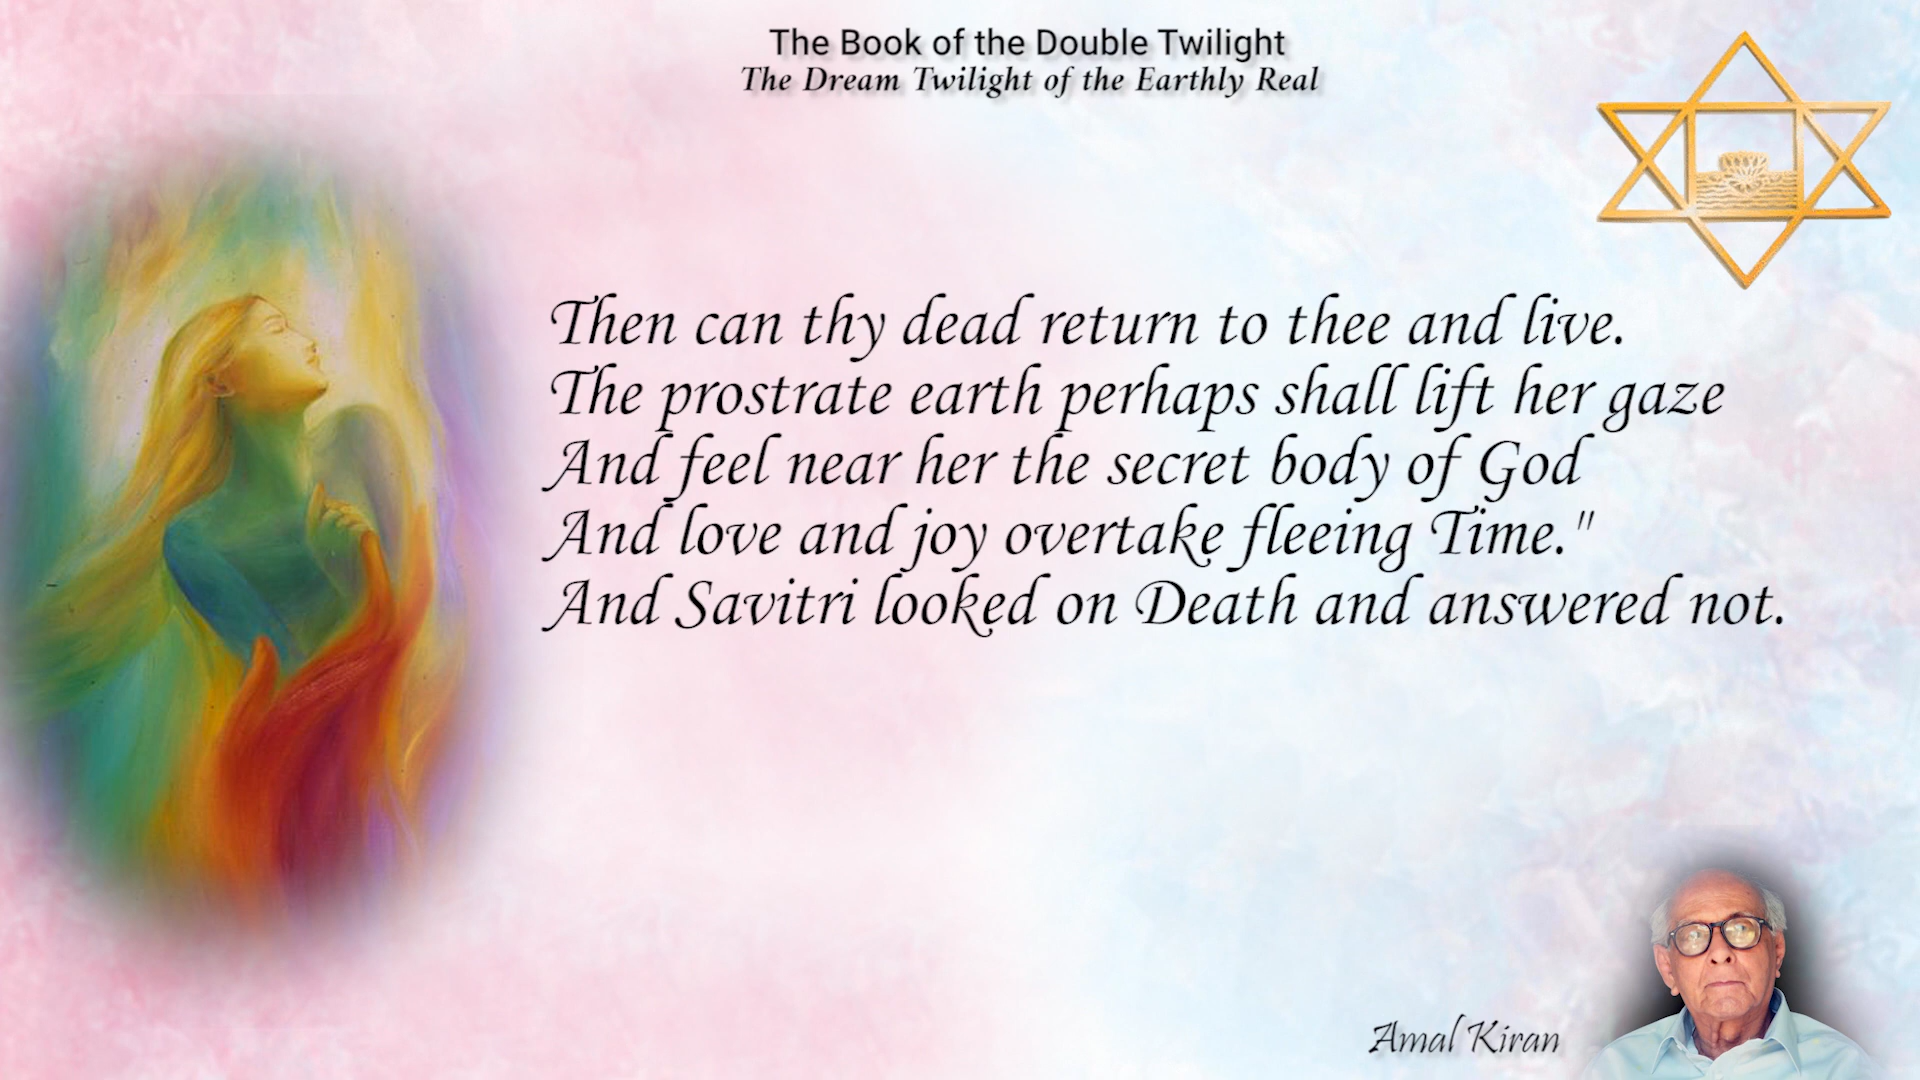 The Book of the Double Twilight
The Dream Twilight of the Earthly Real
Then can thy dead return to thee and live.
The prostrate earth perhaps shall lift her gaze
And feel near her the secret body of God
And love and joy overtake fleeing Time."
And Savitri looked on Death and answered not.
Amal Kiran